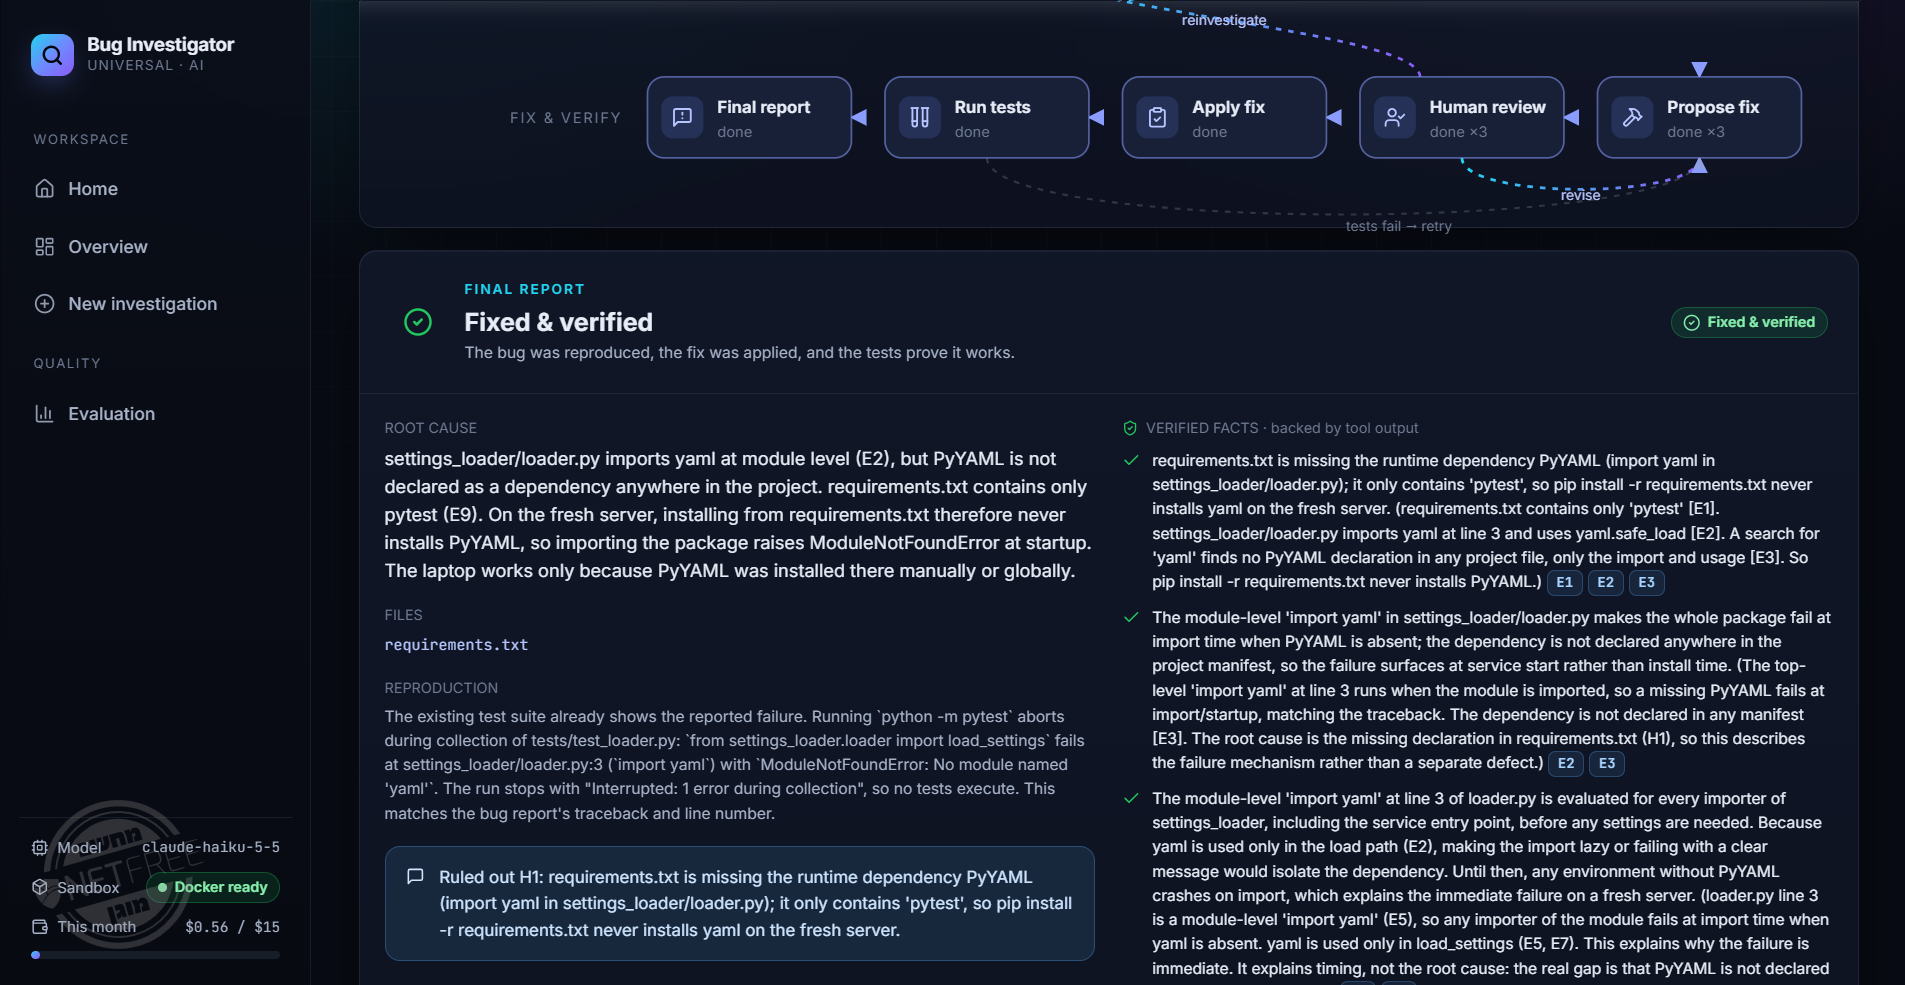 Bug Investigator
UNIVERSAL · AI
WORKSPACE
Home
Overview
New investigation
QUALITY
Evaluation
Model claude-haiku-5-5
Sandbox Docker ready
This month $0.56 / $15
NETFREE
reinvestigate
FIX & VERIFY
Final report
done
Run tests
done
Apply fix
done
Human review
done ×3
Propose fix
done ×3
revise
tests fail → retry
FINAL REPORT
Fixed & verified
The bug was reproduced, the fix was applied, and the tests prove it works.
Fixed & verified
ROOT CAUSE
settings_loader/loader.py imports yaml at module level (E2), but PyYAML is not
declared as a dependency anywhere in the project. requirements.txt contains only
pytest (E9). On the fresh server, installing from requirements.txt therefore never
installs PyYAML, so importing the package raises ModuleNotFoundError at startup.
The laptop works only because PyYAML was installed there manually or globally.
FILES
requirements.txt
REPRODUCTION
The existing test suite already shows the reported failure. Running `python -m pytest` aborts
during collection of tests/test_loader.py: `from settings_loader.loader import load_settings` fails
at settings_loader/loader.py:3 (`import yaml`) with `ModuleNotFoundError: No module named
'yaml'`. The run stops with "Interrupted: 1 error during collection", so no tests execute. This
matches the bug report's traceback and line number.
Ruled out H1: requirements.txt is missing the runtime dependency PyYAML
(import yaml in settings_loader/loader.py); it only contains 'pytest', so pip install
-r requirements.txt never installs yaml on the fresh server.
VERIFIED FACTS · backed by tool output
requirements.txt is missing the runtime dependency PyYAML (import yaml in
settings_loader/loader.py); it only contains 'pytest', so pip install -r requirements.txt never
installs yaml on the fresh server. (requirements.txt contains only 'pytest' [E1].
settings_loader/loader.py imports yaml at line 3 and uses yaml.safe_load [E2]. A search for
'yaml' finds no PyYAML declaration in any project file, only the import and usage [E3]. So
pip install -r requirements.txt never installs PyYAML.) E1 E2 E3
The module-level 'import yaml' in settings_loader/loader.py makes the whole package fail at
import time when PyYAML is absent; the dependency is not declared anywhere in the
project manifest, so the failure surfaces at service start rather than install time. (The top-
level 'import yaml' at line 3 runs when the module is imported, so a missing PyYAML fails at
import/startup, matching the traceback. The dependency is not declared in any manifest
[E3]. The root cause is the missing declaration in requirements.txt (H1), so this describes
the failure mechanism rather than a separate defect.) E2 E3
The module-level 'import yaml' at line 3 of loader.py is evaluated for every importer of
settings_loader, including the service entry point, before any settings are needed. Because
yaml is used only in the load path (E2), making the import lazy or failing with a clear
message would isolate the dependency. Until then, any environment without PyYAML
crashes on import, which explains the immediate failure on a fresh server. (loader.py line 3
is a module-level 'import yaml' (E5), so any importer of the module fails at import time when
yaml is absent. yaml is used only in load_settings (E5, E7). This explains why the failure is
immediate. It explains timing, not the root cause: the real gap is that PyYAML is not declared